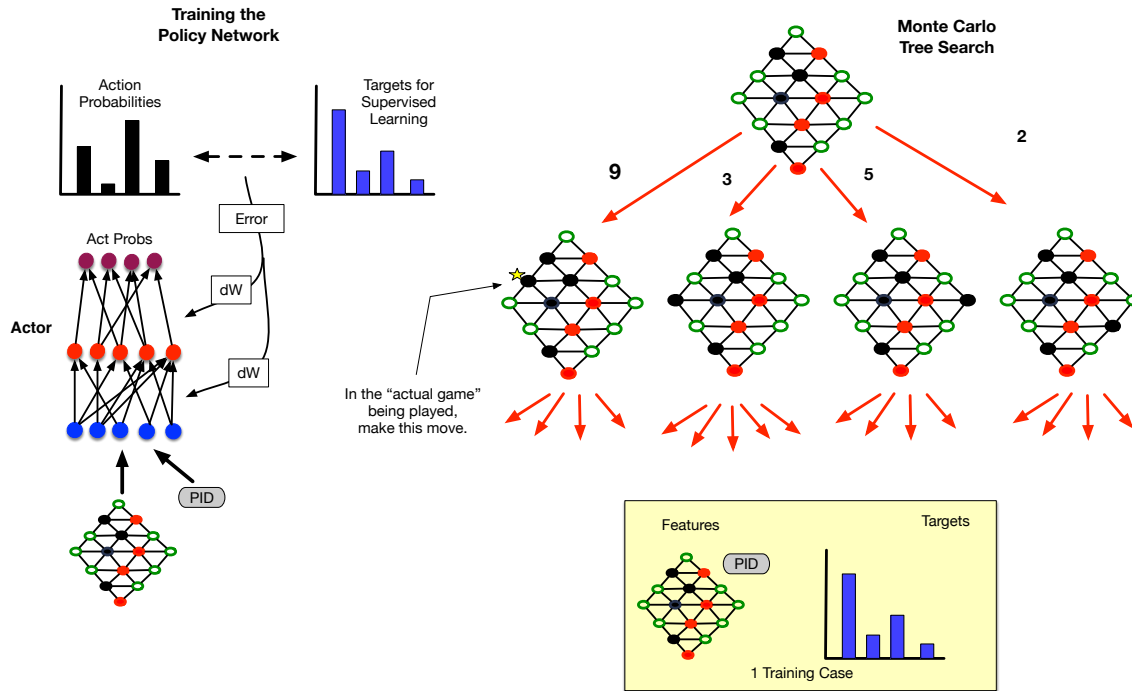 Training the
Policy Network
Action
Probabilities
Targets for
Supervised
Learning
Error
Act Probs
dW
Actor
dW
PID
Monte Carlo
Tree Search
9
3
5
2
In the “actual game”
being played,
make this move.
Features
Targets
PID
1 Training Case